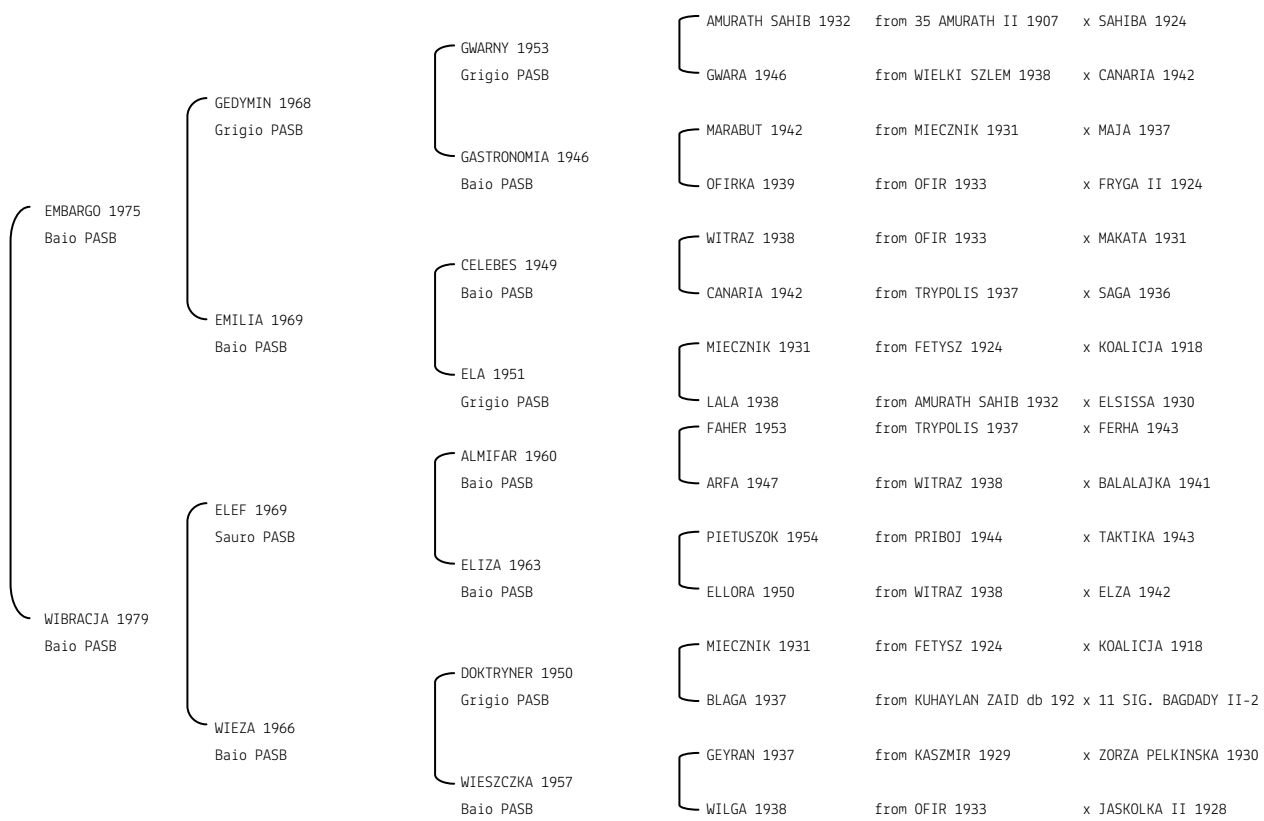 AMURATH SAHIB 1932 from 35 AMURATH II 1907 x SAHIBA 1924
GWARNY 1953
Grigio PASB
GWARA 1946 from WIELKI SZLEM 1938 x CANARIA 1942
GEDYMIN 1968
Grigio PASB
MARABUT 1942 from MIECZNIK 1931 x MAJA 1937
GASTRONOMIA 1946
Baio PASB
OFIRKA 1939 from OFIR 1933 x FRYGA II 1924
EMBARGO 1975
Baio PASB
WITRAZ 1938 from OFIR 1933 x MAKATA 1931
CELEBES 1949
Baio PASB
CANARIA 1942 from TRYPOLIS 1937 x SAGA 1936
EMILIA 1969
Baio PASB
MIECZNIK 1931 from FETYSZ 1924 x KOALICJA 1918
ELA 1951
Grigio PASB
LALA 1938 from AMURATH SAHIB 1932 x ELSISSA 1930
FAHER 1953 from TRYPOLIS 1937 x FERHA 1943
ALMIFAR 1960
Baio PASB
ARFA 1947 from WITRAZ 1938 x BALALAJKA 1941
ELEF 1969
Sauro PASB
PIETUSZOK 1954 from PRIBOJ 1944 x TAKTIKA 1943
ELIZA 1963
Baio PASB
ELLORA 1950 from WITRAZ 1938 x ELZA 1942
WIBRACJA 1979
Baio PASB
MIECZNIK 1931 from FETYSZ 1924 x KOALICJA 1918
DOKTRYNER 1950
Grigio PASB
BLAGA 1937 from KUHAYLAN ZAID db 192 x 11 SIG. BAGDADY II-2
WIEZA 1966
Baio PASB
GEYRAN 1937 from KASZMIR 1929 x ZORZA PELKINSKA 1930
WIESZCZKA 1957
Baio PASB
WILGA 1938 from OFIR 1933 x JASKOLKA II 1928